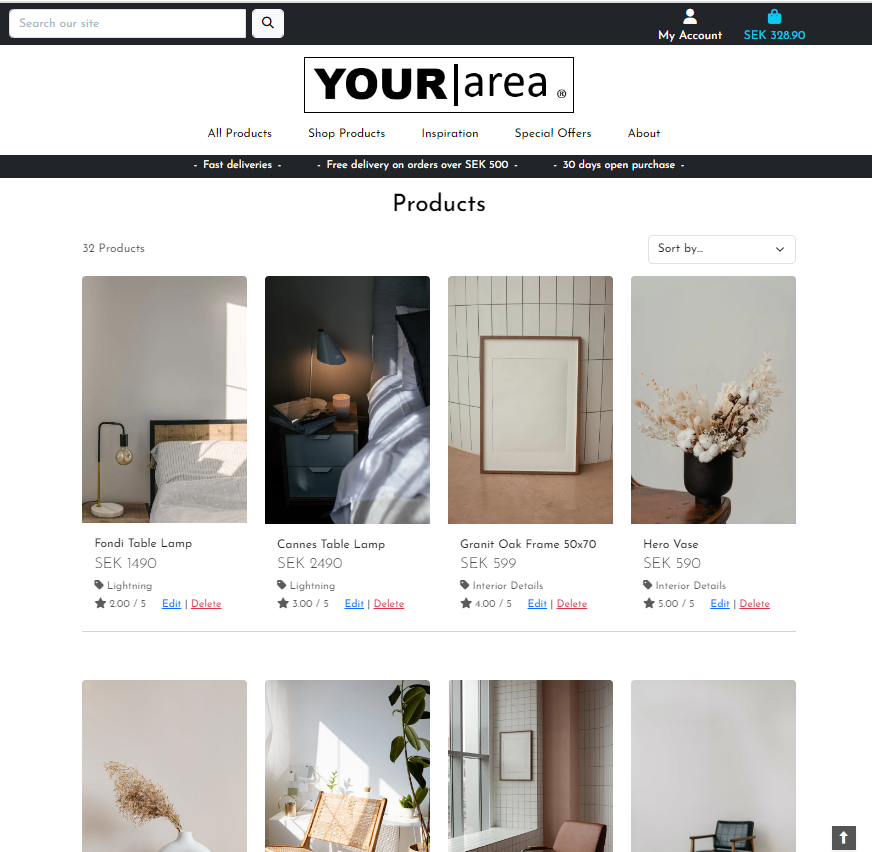 Search our site
My Account
SEK 328.90
YOUR|area ®
All Products Shop Products Inspiration Special Offers About
- Fast deliveries - - Free delivery on orders over SEK 500 - - 30 days open purchase -
Products
32 Products
Sort by...
Fondi Table Lamp
SEK 1490
Lightning
2.00 / 5 Edit | Delete
Cannes Table Lamp
SEK 2490
Lightning
3.00 / 5 Edit | Delete
Granit Oak Frame 50x70
SEK 599
Interior Details
4.00 / 5 Edit | Delete
Hero Vase
SEK 590
Interior Details
5.00 / 5 Edit | Delete